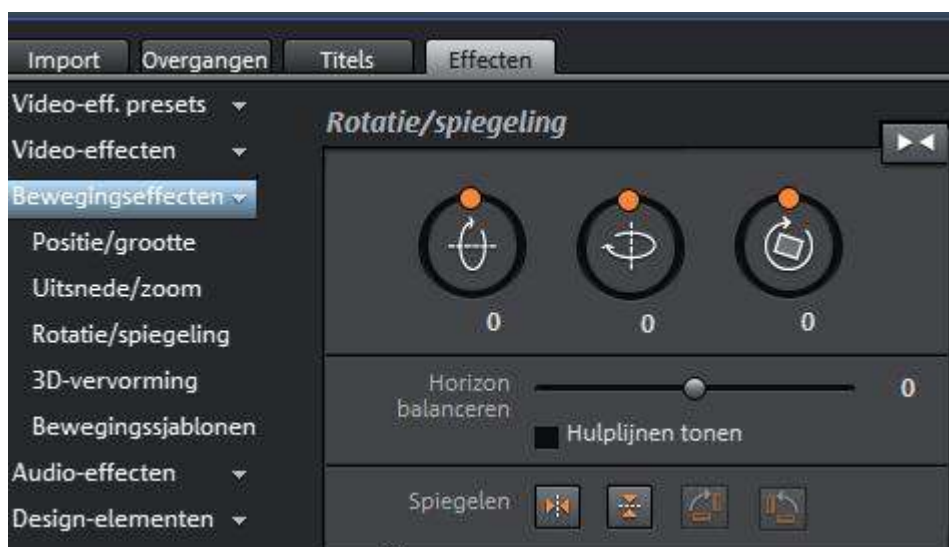 Import Overgangen Titels Effecten
Video-eff. presets
Video-effecten
Bewegingseffecten
Positie/grootte
Uitsnede/zoom
Rotatie/spiegeling
3D-vervorming
Bewegingssjablonen
Audio-effecten
Design-elementen
Rotatie/spiegeling
0 0 0
Horizon
balanceren
0
Hulplijnen tonen
Spiegelen